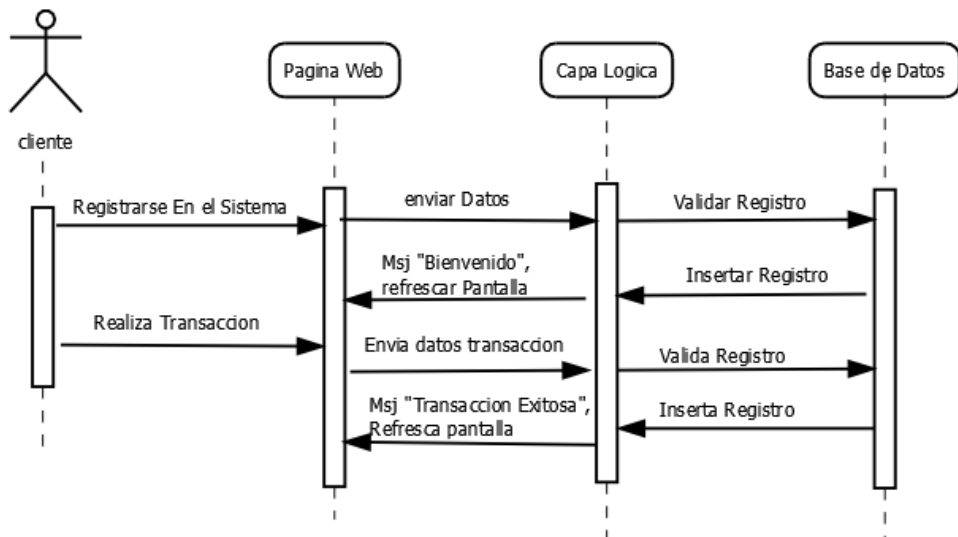 Pagina Web
Capa Logica
Base de Datos
cliente
Registrarse En el Sistema
enviar Datos
Validar Registro
Msj "Bienvenido",
refrescar Pantalla
Insertar Registro
Realiza Transaccion
Envia datos transaccion
Valida Registro
Msj "Transaccion Exitosa",
Refresca pantalla
Inserta Registro